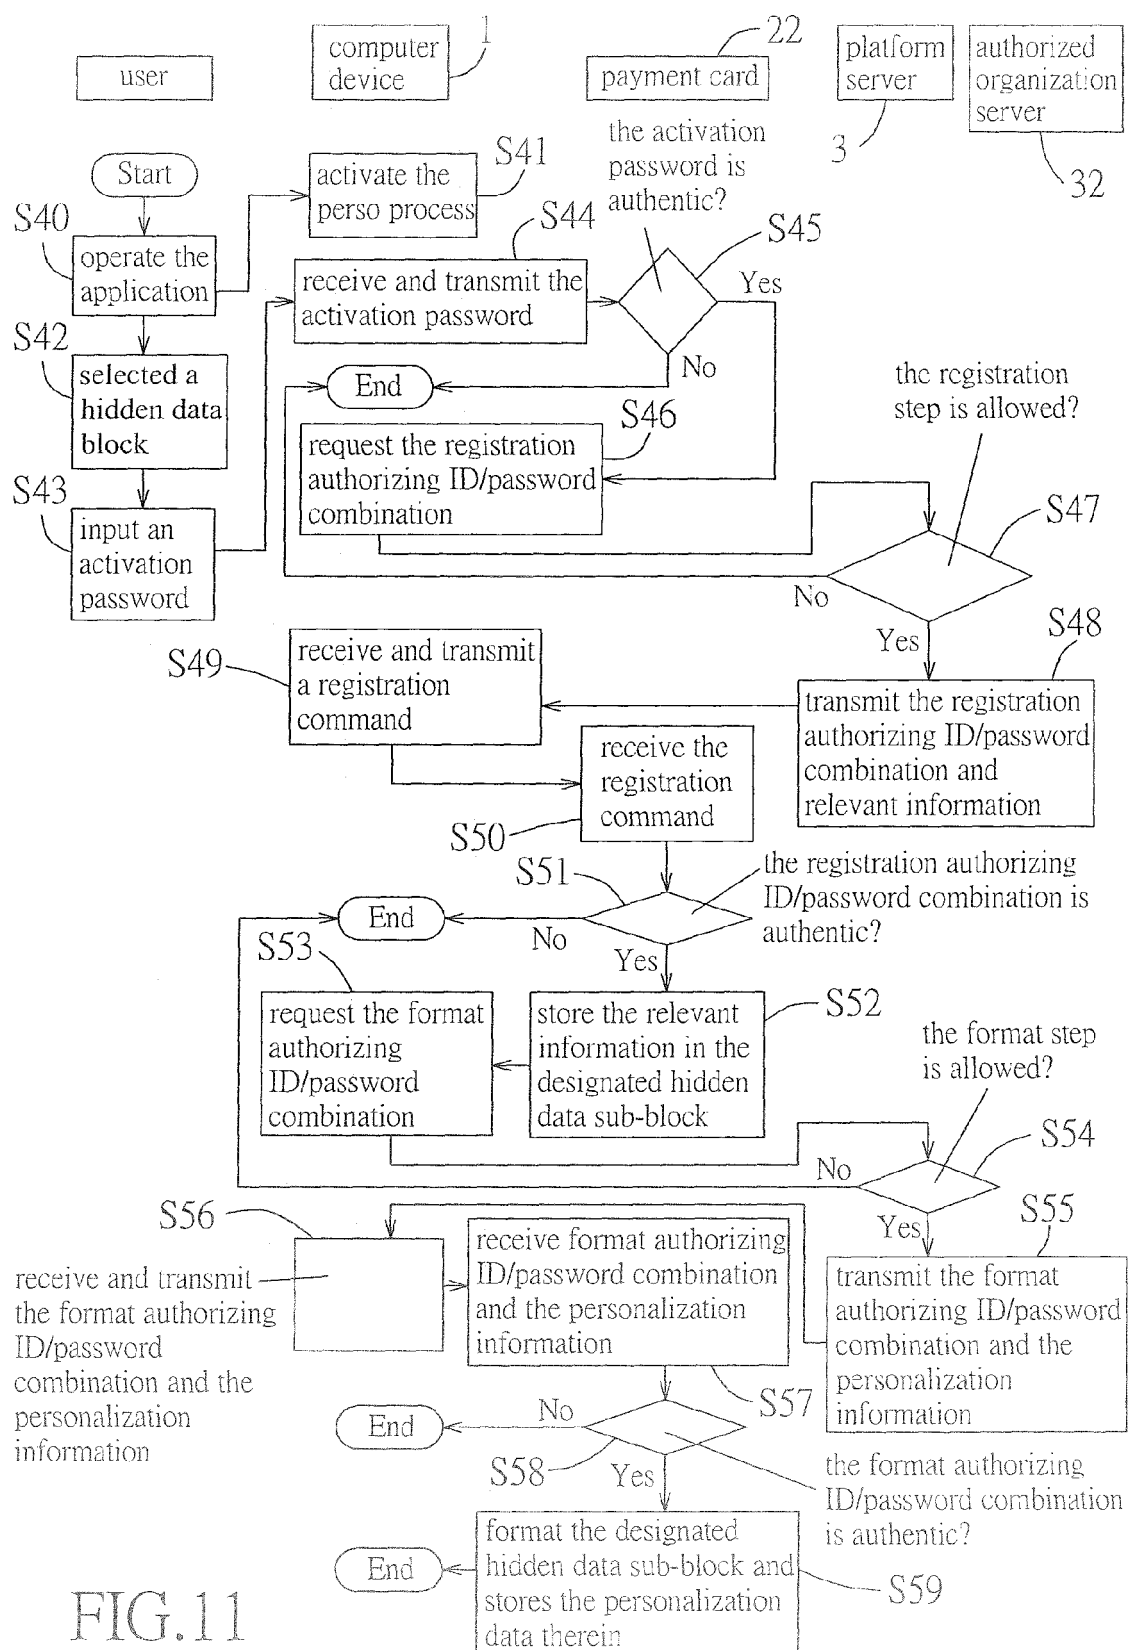 user
computer
device
1
payment card
22
platform
server
3
authorized
organization
server
32
Start
S40
operate the
application
S41
activate the
perso process
S42
selected a
hidden data
block
S43
input an
activation
password
S44
receive and transmit the
activation password
the activation
password is
authentic?
S45
Yes
No
End
S46
request the registration
authorizing ID/password
combination
the registration
step is allowed?
S47
No
Yes
S48
transmit the registration
authorizing ID/password
combination and
relevant information
S49
receive and transmit
a registration
command
receive the
registration
command
S50
S51
the registration authorizing
ID/password combination is
authentic?
End
No
Yes
S52
store the relevant
information in the
designated hidden
data sub-block
S53
request the format
authorizing
ID/password
combination
the format step
is allowed?
S54
No
Yes
S55
transmit the format
authorizing ID/password
combination and the
personalization
information
S56
receive and transmit
the format authorizing
ID/password
combination and the
personalization
information
receive format authorizing
ID/password combination
and the personalization
information
S57
End
No
S58
Yes
the format authorizing
ID/password combination
is authentic?
format the designated
hidden data sub-block and
stores the personalization
data therein
S59
End
FIG.11